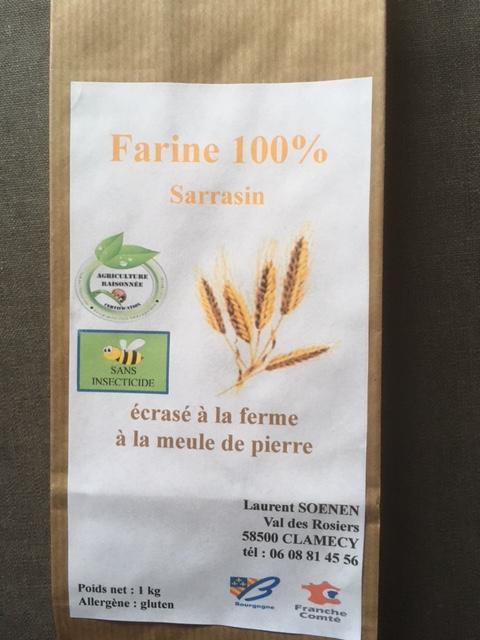 Farine 100%
Sarrasin
AGRICULTURE
RAISONNÉE
CERTIFICATION
SANS
INSECTICIDE
écrasé à la ferme
à la meule de pierre
Laurent SOENEN
Val des Rosiers
58500 CLAMECY
tél : 06 08 81 45 56
Poids net : 1 kg
Allergène : gluten
Bourgogne
Franche
Comté